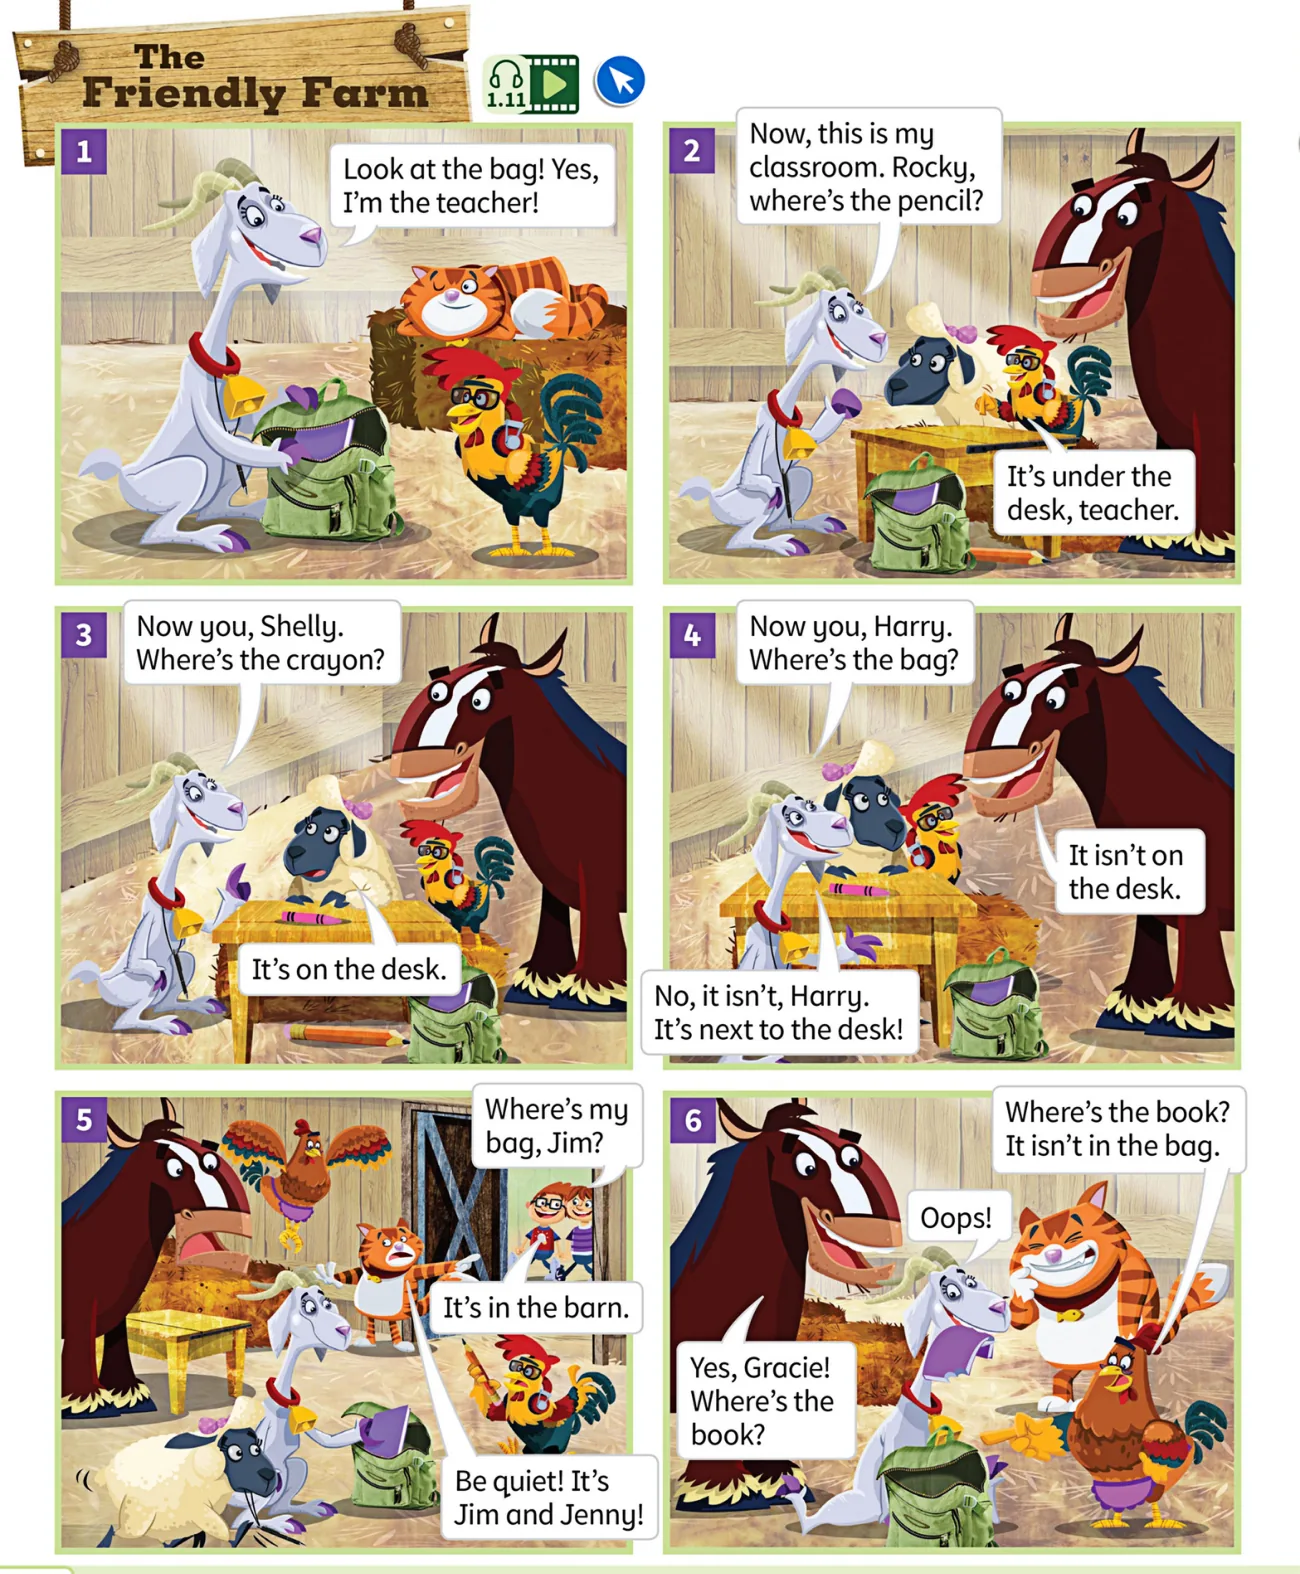 The
Friendly Farm
1.11
1
Look at the bag! Yes,
I'm the teacher!
2
Now, this is my
classroom. Rocky,
where's the pencil?
It's under the
desk, teacher.
3
Now you, Shelly.
Where's the crayon?
It's on the desk.
4
Now you, Harry.
Where's the bag?
It isn't on
the desk.
No, it isn't, Harry.
It's next to the desk!
5
Where's my
bag, Jim?
It's in the barn.
Be quiet! It's
Jim and Jenny!
6
Where's the book?
It isn't in the bag.
Oops!
Yes, Gracie!
Where's the
book?